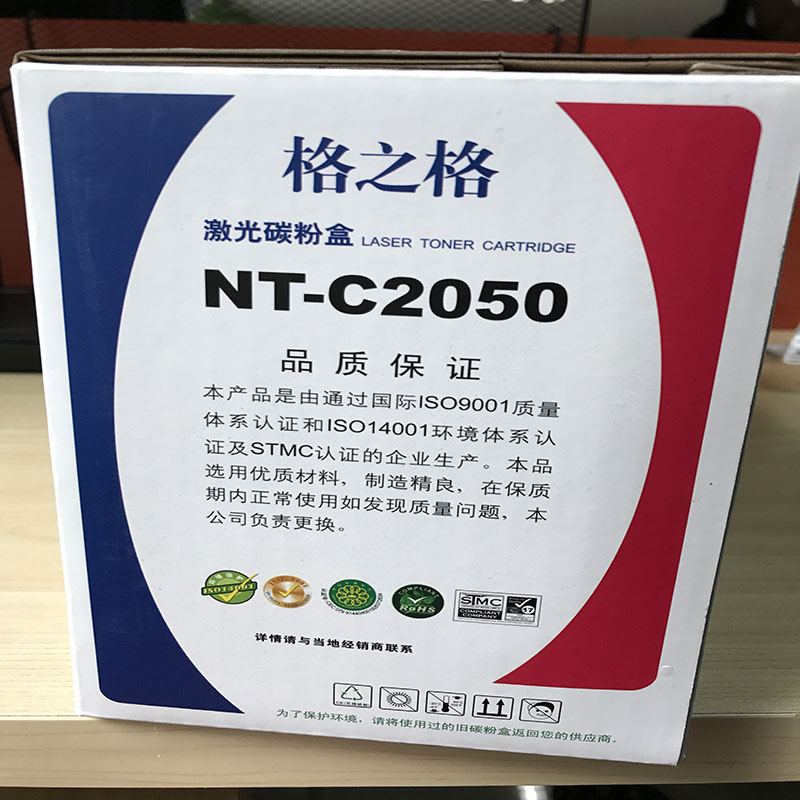 格之格
激光碳粉盒 LASER TONER CARTRIDGE
NT-C2050
品质保证
本产品是由通过国际ISO9001质量
体系认证和ISO14001环境体系认
证及STMC认证的企业生产。本品
选用优质材料，制造精良，在保质
期内正常使用如发现质量问题，本
公司负责更换。
ISO14001
COMPLIANT
RoHS
STMC
COMPLIANT
COMPANY
详情请与当地经销商联系
为了保护环境，请将使用过的旧碳粉盒返回您的供应商。